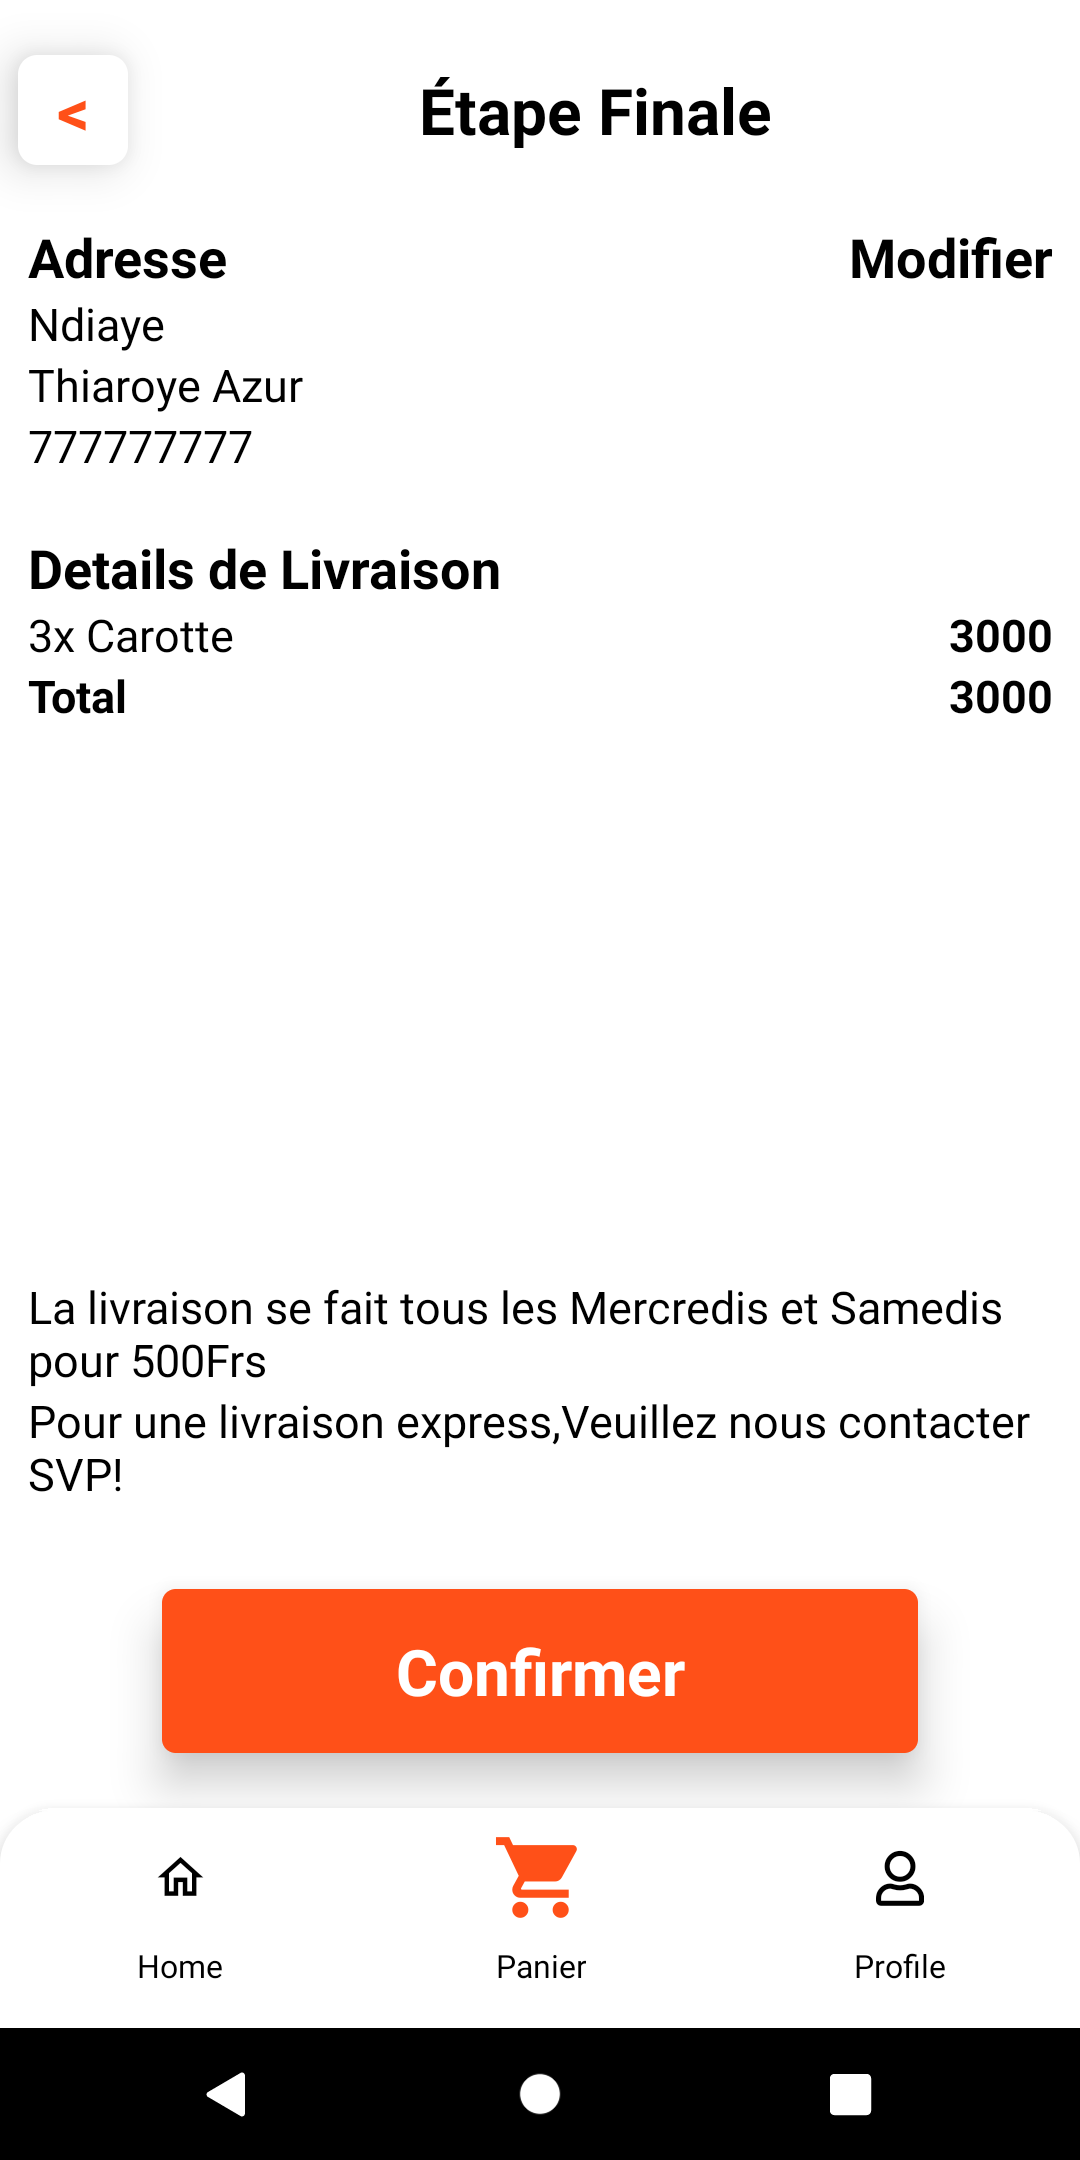 <
Étape Finale
Adresse
Modifier
Ndiaye
Thiaroye Azur
777777777
Details de Livraison
3x Carotte
3000
Total
3000
La livraison se fait tous les Mercredis et Samedis
pour 500Frs
Pour une livraison express,Veuillez nous contacter
SVP!
Confirmer
Home
Panier
Profile